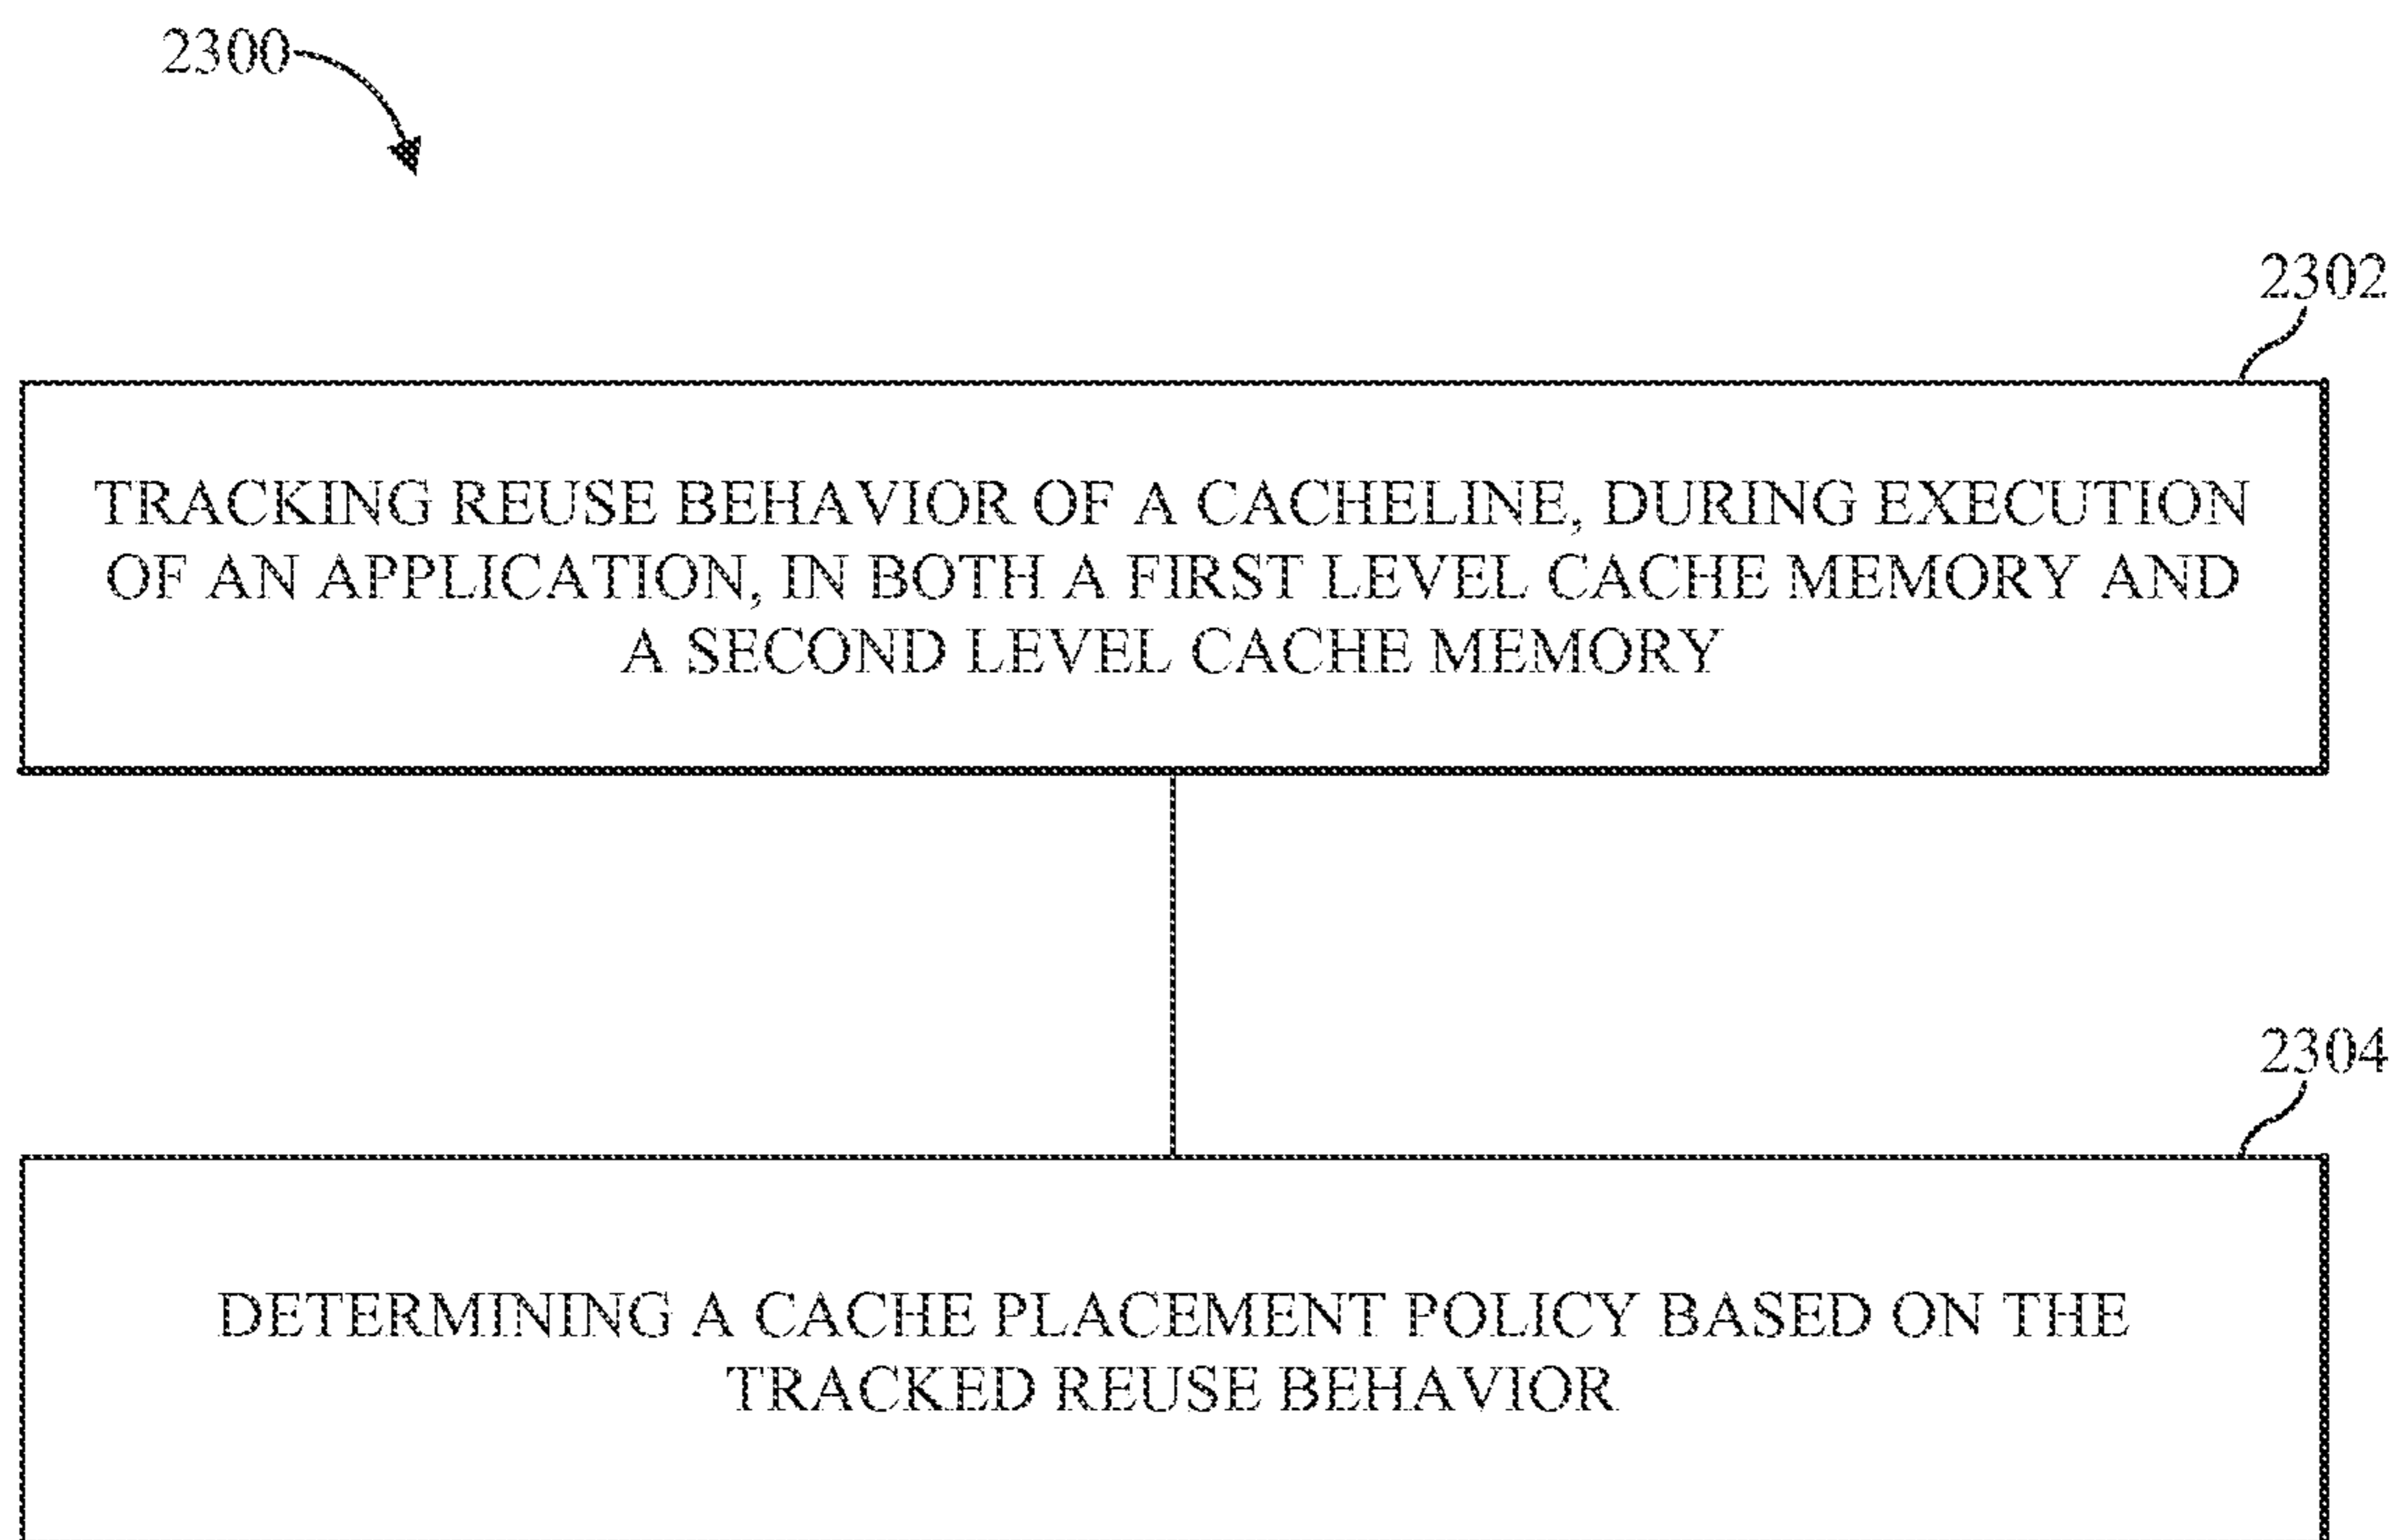 2300
2302
TRACKING REUSE BEHAVIOR OF A CACHELINE, DURING EXECUTION
OF AN APPLICATION, IN BOTH A FIRST LEVEL CACHE MEMORY AND
A SECOND LEVEL CACHE MEMORY
2304
DETERMINING A CACHE PLACEMENT POLICY BASED ON THE
TRACKED REUSE BEHAVIOR